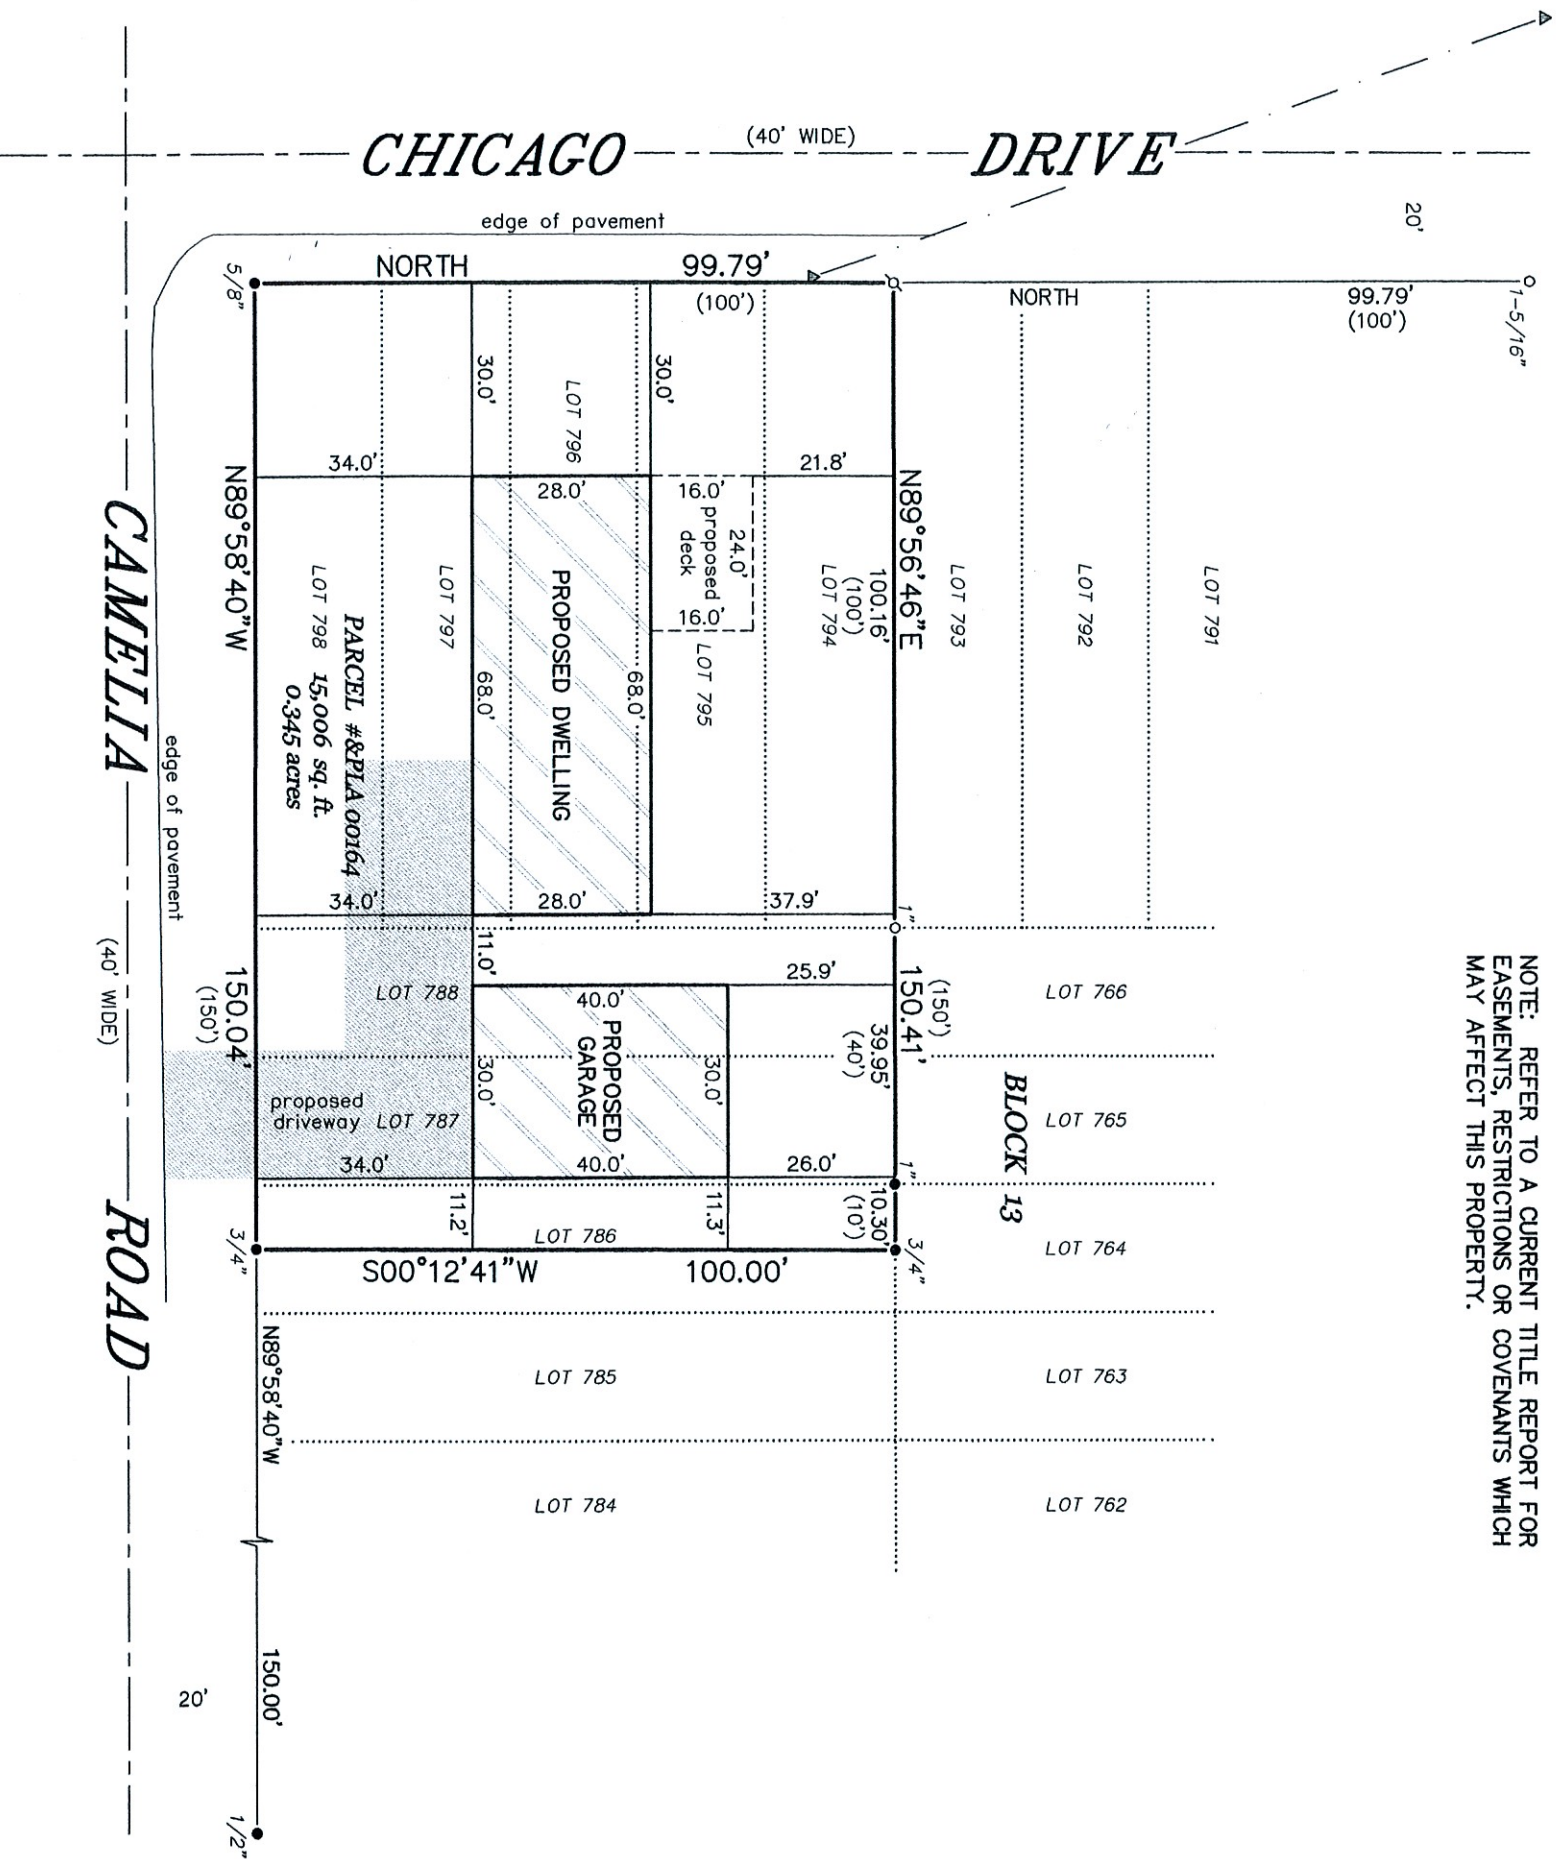 CHICAGO (40' WIDE) DRIVE
20'
edge of pavement
5/8"
NORTH 99.79'
(100')
NORTH
99.79'
(100')
1-5/16"
30.0'
LOT 796
30.0'
34.0'
21.8'
28.0'
16.0'
proposed
deck
24.0'
16.0'
N89°58'40"W
N89°56'46"E
100.16'
(100')
LOT 798
LOT 797
LOT 795
LOT 794
LOT 793
LOT 792
LOT 791
PARCEL #&PLA 00164
15,006 sq. ft.
0.345 acres
PROPOSED DWELLING
68.0'
68.0'
34.0'
28.0'
37.9'
1"
CAMELIA (40' WIDE) ROAD
edge of pavement
150.04'
(150')
11.0'
LOT 788
25.9'
40.0'
PROPOSED
GARAGE
30.0'
30.0'
150.41'
(150')
39.95'
(40')
LOT 766
LOT 765
BLOCK 13
proposed
driveway
LOT 787
34.0'
40.0'
26.0'
1"
11.2'
11.3'
10.30'
(10')
LOT 786
LOT 764
3/4"
3/4"
S00°12'41"W 100.00'
N89°58'40"W
LOT 785
LOT 763
LOT 784
LOT 762
150.00'
20'
1/2"
NOTE: REFER TO A CURRENT TITLE REPORT FOR
EASEMENTS, RESTRICTIONS OR COVENANTS WHICH
MAY AFFECT THIS PROPERTY.